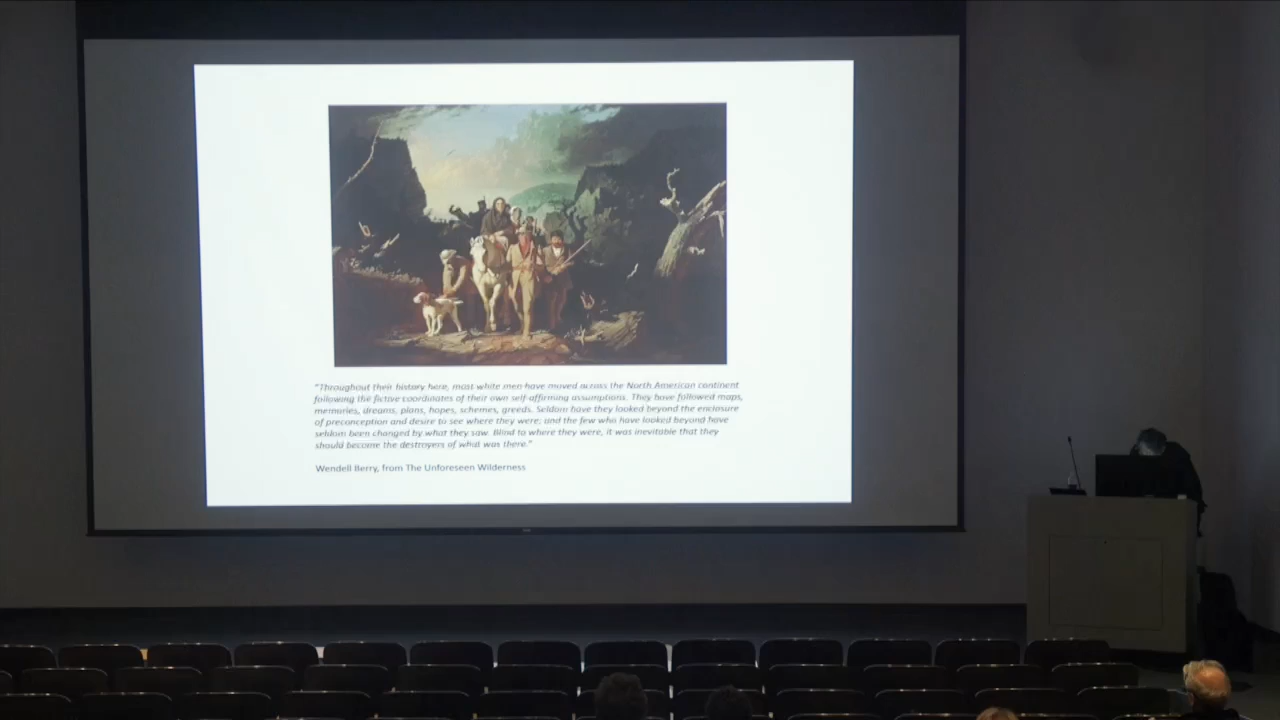 "Throughout their history here, most white men have moved across the North American continent
following the fictive coordinates of their own self-affirming assumptions. They have followed maps,
memories, dreams, plans, hopes, schemes, greeds. Seldom have they looked beyond the enclosure
of preconception and desire to see where they were; and the few who have looked beyond have
seldom been changed by what they saw. Blind to where they were, it was inevitable that they
should become the destroyers of what was there."
Wendell Berry, from The Unforeseen Wilderness